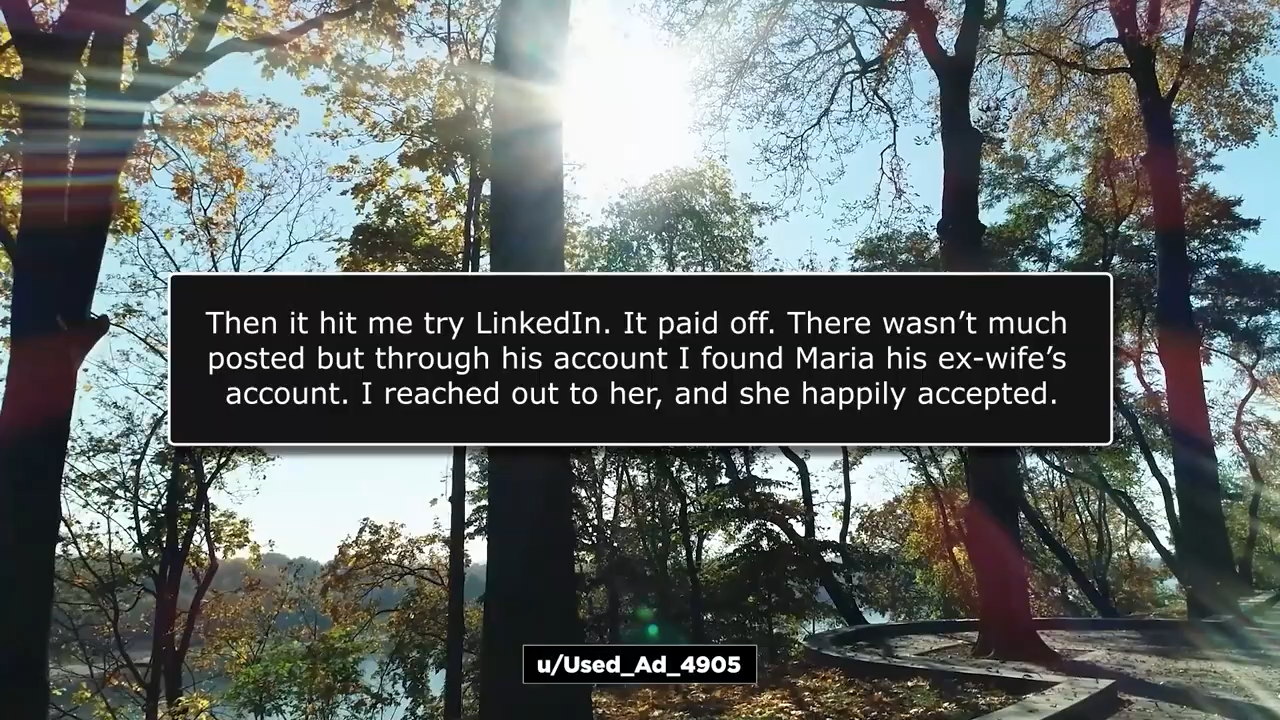 Then it hit me try LinkedIn. It paid off. There wasn’t much
posted but through his account I found Maria his ex-wife’s
account. I reached out to her, and she happily accepted.
u/Used_Ad_4905